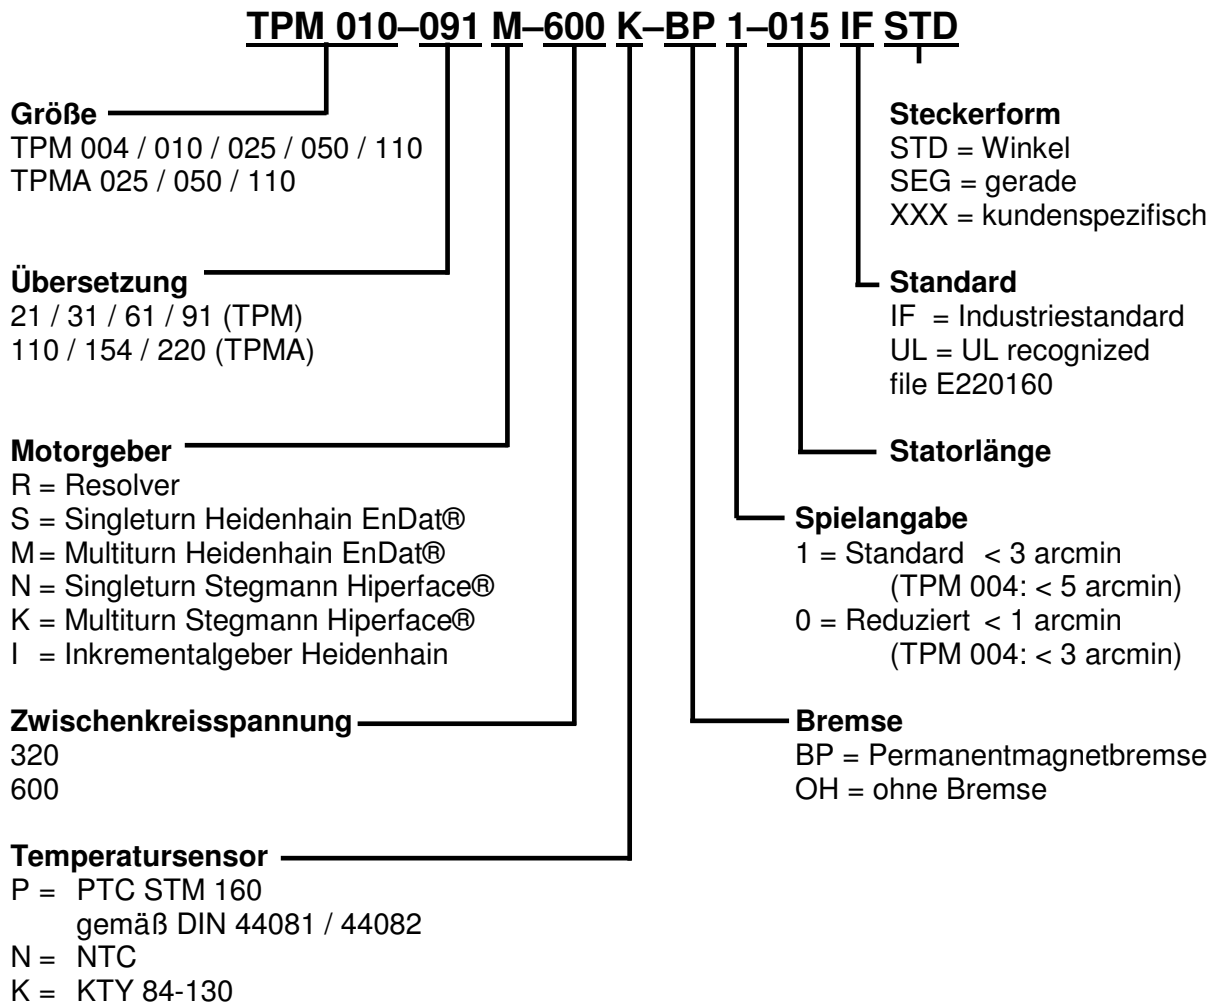 TPM 010–091 M–600 K–BP 1–015 IF STD
Größe
TPM 004 / 010 / 025 / 050 / 110
TPMA 025 / 050 / 110
Übersetzung
21 / 31 / 61 / 91 (TPM)
110 / 154 / 220 (TPMA)
Motorgeber
R = Resolver
S = Singleturn Heidenhain EnDat®
M = Multiturn Heidenhain EnDat®
N = Singleturn Stegmann Hiperface®
K = Multiturn Stegmann Hiperface®
I = Inkrementalgeber Heidenhain
Zwischenkreisspannung
320
600
Temperatursensor
P = PTC STM 160
gemäß DIN 44081 / 44082
N = NTC
K = KTY 84-130
Steckerform
STD = Winkel
SEG = gerade
XXX = kundenspezifisch
Standard
IF = Industriestandard
UL = UL recognized
file E220160
Statorlänge
Spielangabe
1 = Standard < 3 arcmin
(TPM 004: < 5 arcmin)
0 = Reduziert < 1 arcmin
(TPM 004: < 3 arcmin)
Bremse
BP = Permanentmagnetbremse
OH = ohne Bremse